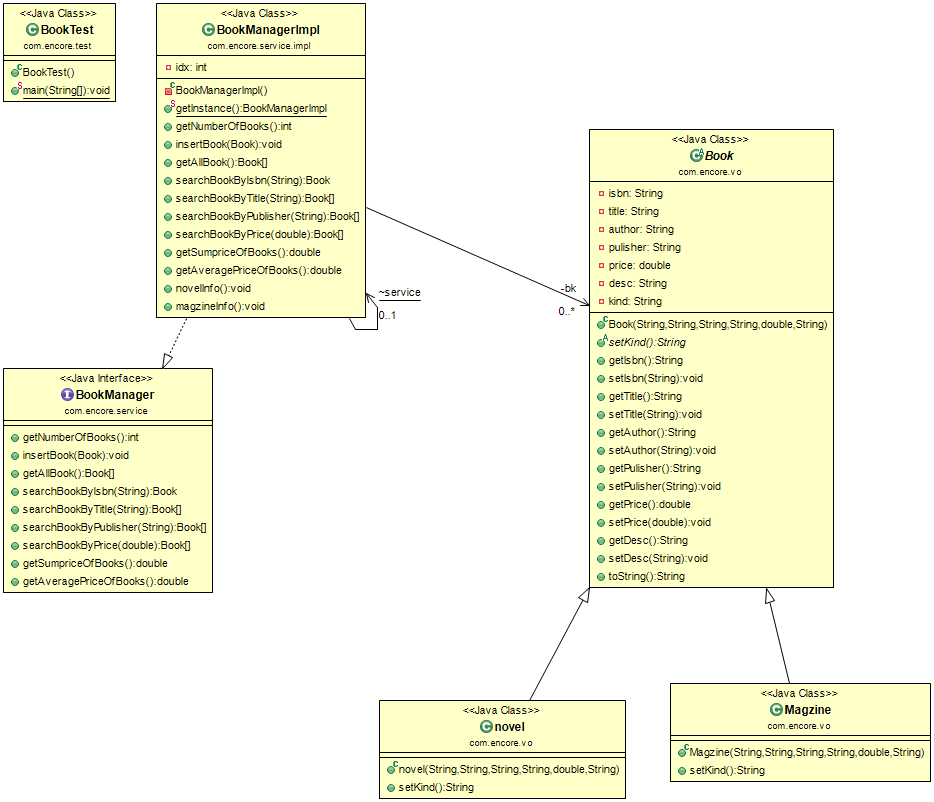 <<Java Class>>
BookTest
com.encore.test
BookTest()
main(String[]):void
<<Java Class>>
BookManagerImpl
com.encore.service.impl
idx: int
BookManagerImpl()
getInstance():BookManagerImpl
getNumberOfBooks():int
insertBook(Book):void
getAllBook():Book[]
searchBookByIsbn(String):Book
searchBookByTitle(String):Book[]
searchBookByPublisher(String):Book[]
searchBookByPrice(double):Book[]
getSumpriceOfBooks():double
getAveragePriceOfBooks():double
novelInfo():void
magzineInfo():void
~service
0..1
-bk
0..*
<<Java Interface>>
BookManager
com.encore.service
getNumberOfBooks():int
insertBook(Book):void
getAllBook():Book[]
searchBookByIsbn(String):Book
searchBookByTitle(String):Book[]
searchBookByPublisher(String):Book[]
searchBookByPrice(double):Book[]
getSumpriceOfBooks():double
getAveragePriceOfBooks():double
<<Java Class>>
Book
com.encore.vo
isbn: String
title: String
author: String
pulisher: String
price: double
desc: String
kind: String
Book(String,String,String,String,double,String)
setKind():String
getIsbn():String
setIsbn(String):void
getTitle():String
setTitle(String):void
getAuthor():String
setAuthor(String):void
getPulisher():String
setPulisher(String):void
getPrice():double
setPrice(double):void
getDesc():String
setDesc(String):void
toString():String
<<Java Class>>
novel
com.encore.vo
novel(String,String,String,String,double,String)
setKind():String
<<Java Class>>
Magzine
com.encore.vo
Magzine(String,String,String,String,double,String)
setKind():String